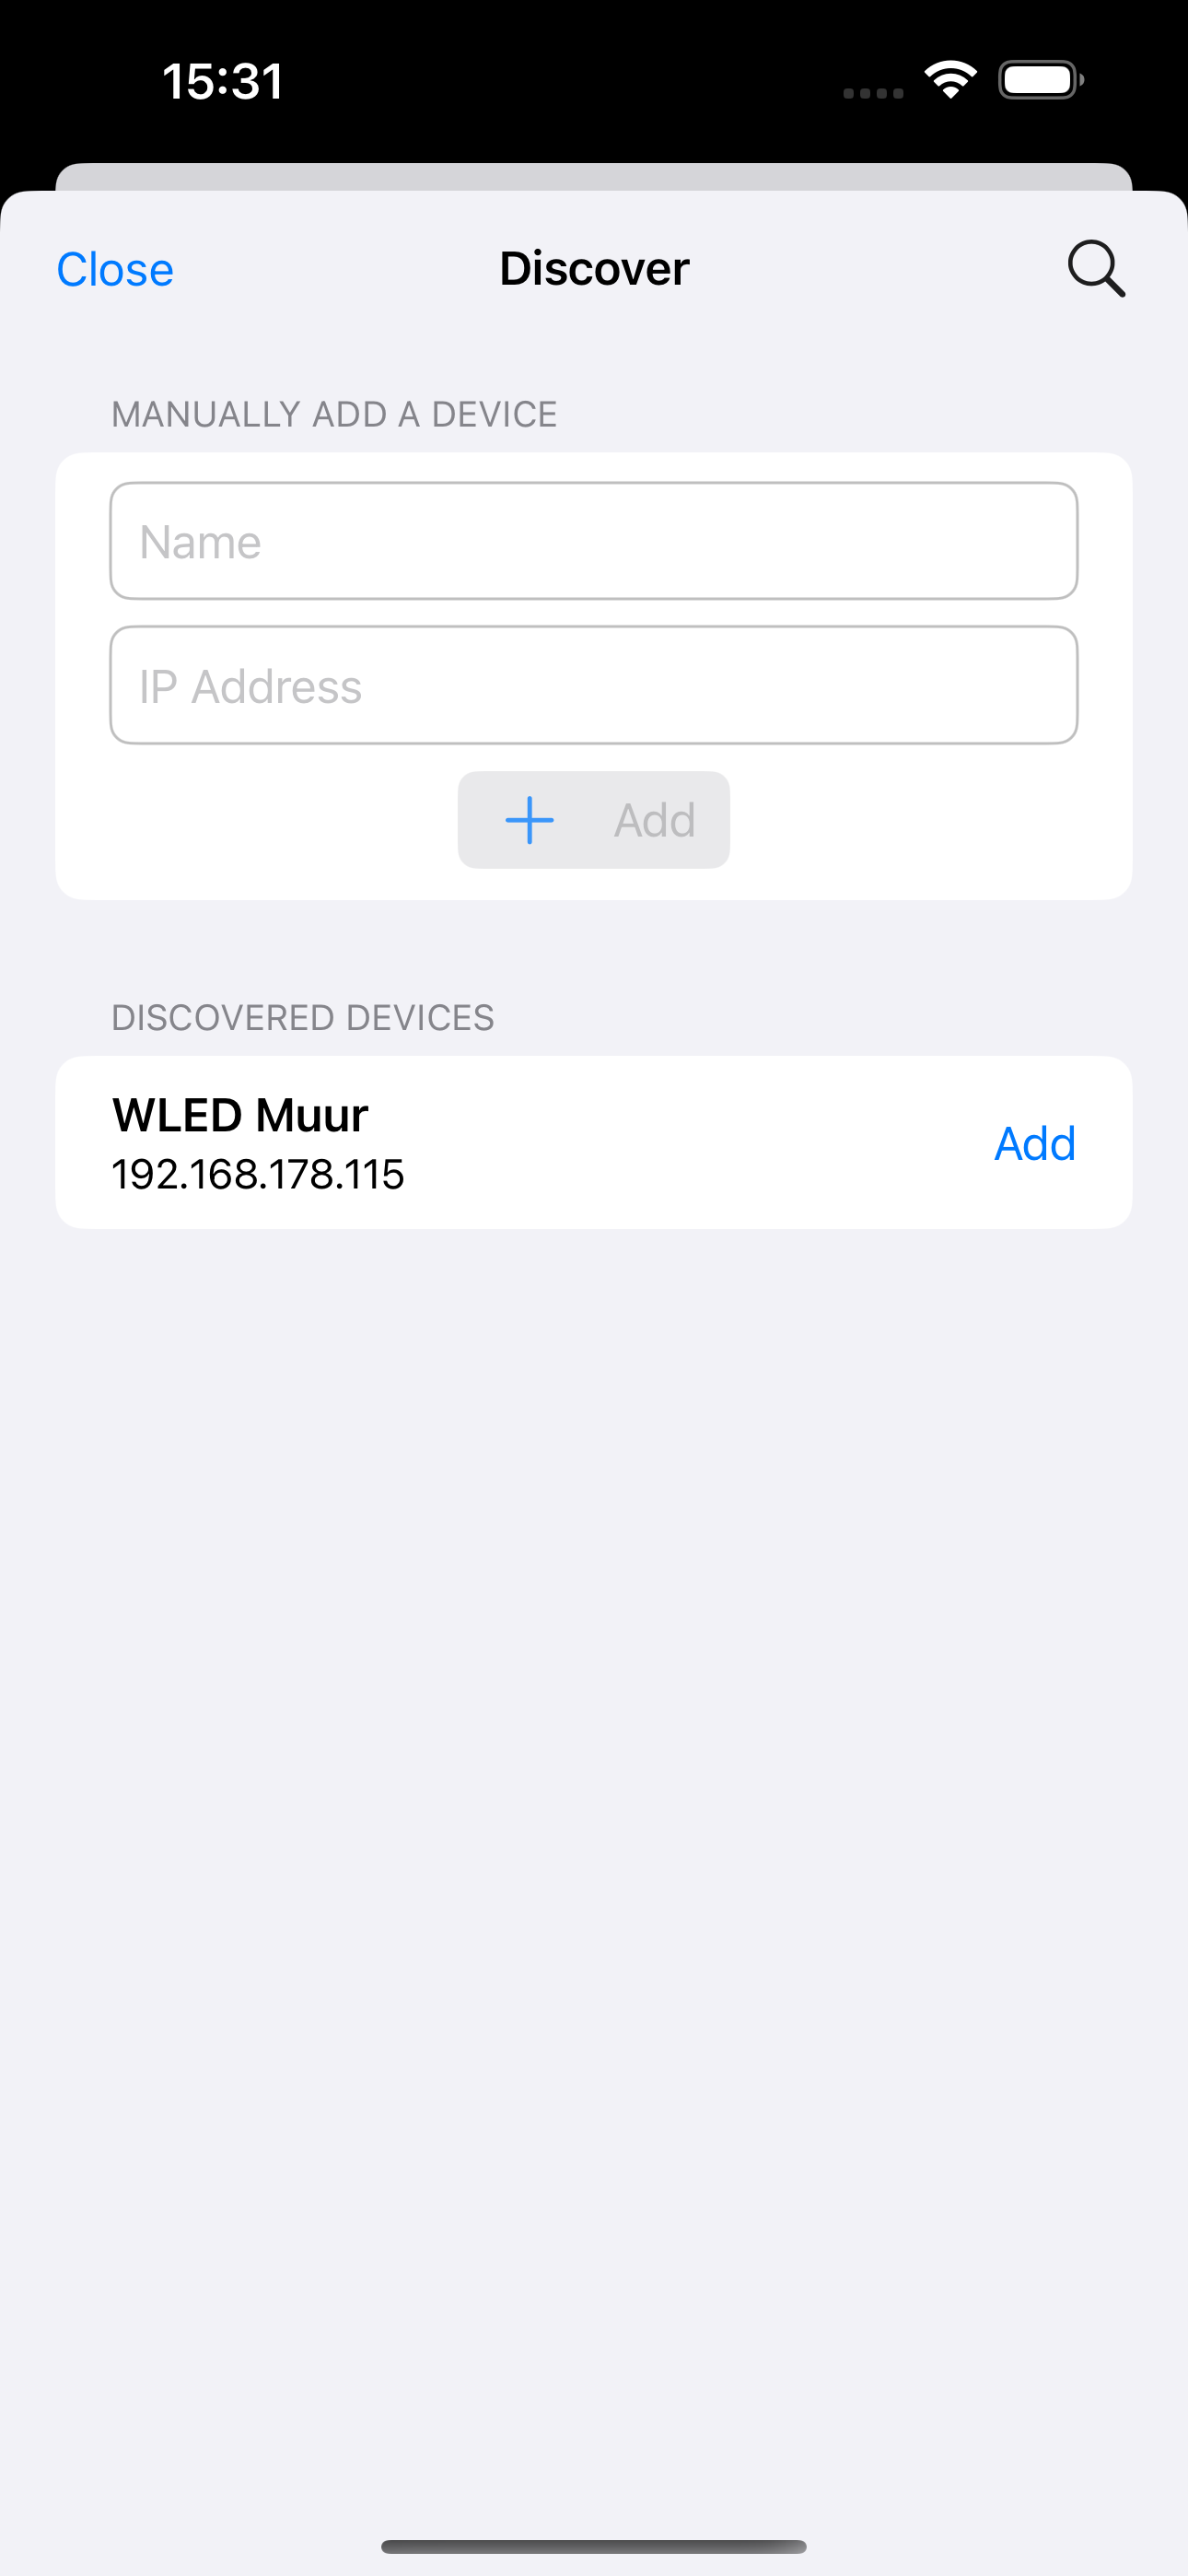 15:31
Close
Discover
MANUALLY ADD A DEVICE
Name
IP Address
Add
DISCOVERED DEVICES
WLED Muur
192.168.178.115
Add